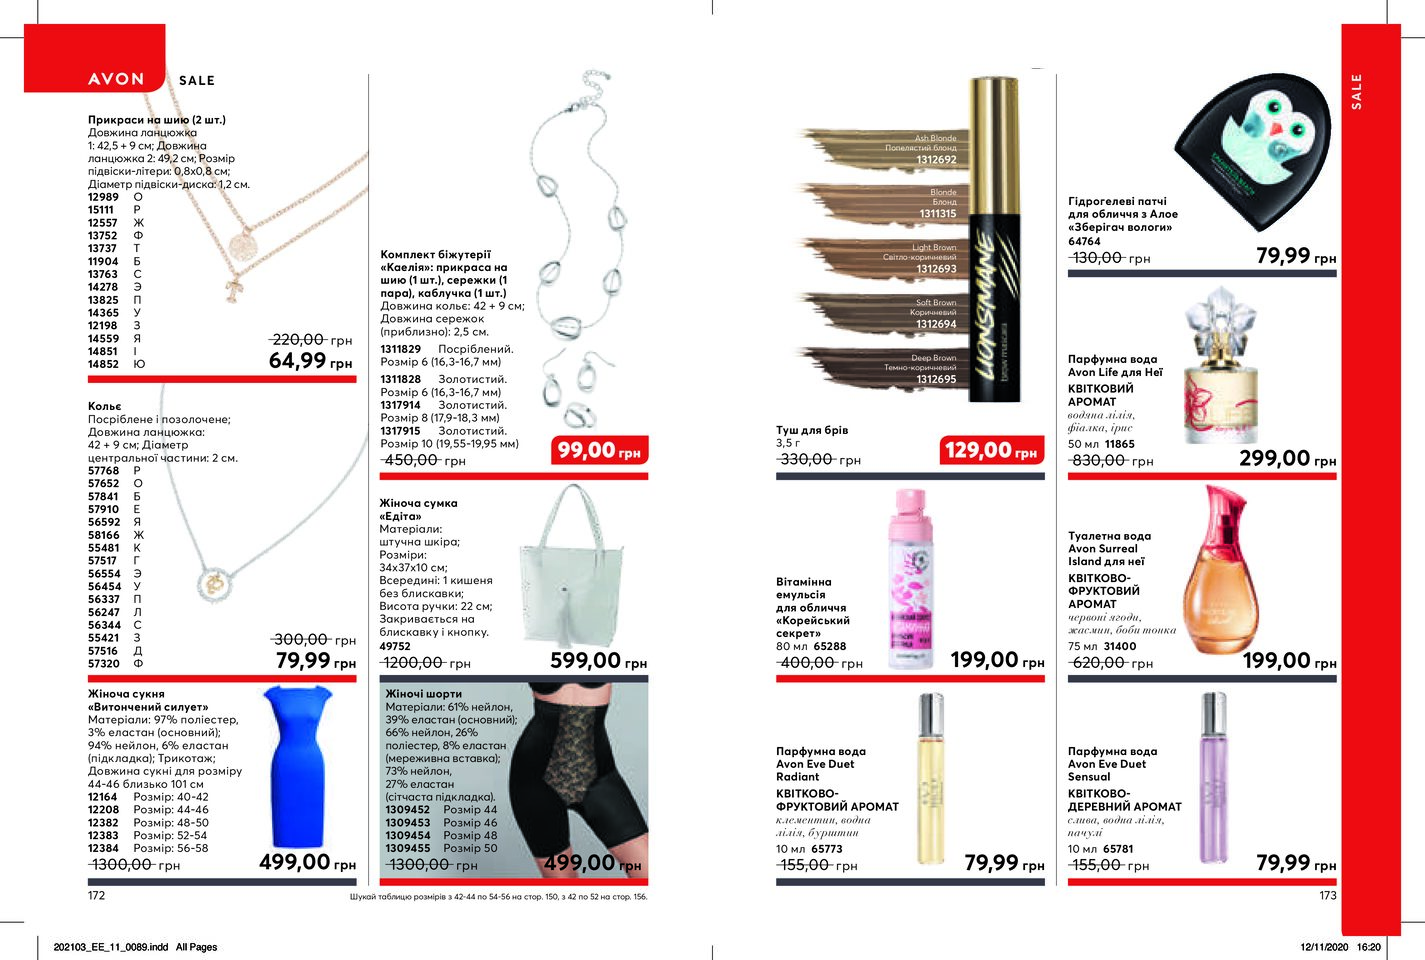 AVON
SALE
Прикраси на шию (2 шт.)
Довжина ланцюжка
1: 42,5 + 9 см; Довжина
ланцюжка 2: 49,2 см; Розмір
підвіски-літери: 0,8х0,8 см;
Діаметр підвіски-диска: 1,2 см.
12989 О
15111 Р
12557 Ж
13752 Ф
13737 Т
11904 Б
13763 С
14278 Э
13825 П
14365 У
12198 З
14559 Я
14851 І
14852 Ю
220,00 грн
64,99 грн
Кольє
Посріблене і позолочене;
Довжина ланцюжка:
42 + 9 см; Діаметр
центральної частини: 2 см.
57768 Р
57652 О
57841 Б
57910 Е
56592 Я
58166 Ж
55481 К
57517 Г
56554 Э
56454 У
56337 П
56247 Л
56344 С
55421 З
57516 Д
57320 Ф
300,00 грн
79,99 грн
Жіноча сукня
«Витончений силует»
Матеріали: 97% поліестер,
3% еластан (основний);
94% нейлон, 6% еластан
(підкладка); Трикотаж;
Довжина сукні для розміру
44-46 близько 101 см
12164 Розмір: 40-42
12208 Розмір: 44-46
12382 Розмір: 48-50
12383 Розмір: 52-54
12384 Розмір: 56-58
1300,00 грн
499,00 грн
172
Комплект біжутерії
«Каелія»: прикраса на
шию (1 шт.), сережки (1
пара), каблучка (1 шт.)
Довжина кольє: 42 + 9 см;
Довжина сережок
(приблизно): 2,5 см.
1311829 Посріблений.
Розмір 6 (16,3-16,7 мм)
1311828 Золотистий.
Розмір 6 (16,3-16,7 мм)
1317914 Золотистий.
Розмір 8 (17,9-18,3 мм)
1317915 Золотистий.
Розмір 10 (19,55-19,95 мм)
450,00 грн
99,00 грн
Жіноча сумка
«Едіта»
Матеріали:
штучна шкіра;
Розміри:
34х37х10 см;
Всередині: 1 кишеня
без блискавки;
Висота ручки: 22 см;
Закривається на
блискавку і кнопку.
49752
1200,00 грн
599,00 грн
Жіночі шорти
Матеріали: 61% нейлон,
39% еластан (основний);
66% нейлон, 26%
поліестер, 8% еластан
(мереживна вставка);
73% нейлон,
27% еластан
(сітчаста підкладка).
1309452 Розмір 44
1309453 Розмір 46
1309454 Розмір 48
1309455 Розмір 50
1300,00 грн
499,00 грн
Шукай таблицю розмірів з 42-44 по 54-56 на стор. 150, з 42 по 52 на стор. 156.
Ash Blonde
Попелястий блонд
1312692
Blonde
Блонд
1311315
Light Brown
Світло-коричневий
1312693
Soft Brown
Коричневий
1312694
Deep Brown
Темно-коричневий
1312695
LIONSMANE
brow mascara
Туш для брів
3,5 г
330,00 грн
129,00 грн
Вітамінна
емульсія
для обличчя
«Корейський
секрет»
80 мл 65288
400,00 грн
199,00 грн
Парфумна вода
Avon Eve Duet
Radiant
КВІТКОВО-
ФРУКТОВИЙ АРОМАТ
клементин, водна
лілія, бурштин
10 мл 65773
155,00 грн
79,99 грн
SALE
Гідрогелеві патчі
для обличчя з Алое
«Зберігач вологи»
64764
130,00 грн
79,99 грн
Парфумна вода
Avon Life для Неї
КВІТКОВИЙ
АРОМАТ
водяна лілія,
фіалка, ірис
50 мл 11865
830,00 грн
299,00 грн
Туалетна вода
Avon Surreal
Island для неї
КВІТКОВО-
ФРУКТОВИЙ
АРОМАТ
червоні ягоди,
жасмин, боби тонка
75 мл 31400
620,00 грн
199,00 грн
Парфумна вода
Avon Eve Duet
Sensual
КВІТКОВО-
ДЕРЕВНИЙ АРОМАТ
слива, водна лілія,
пачулі
10 мл 65781
155,00 грн
79,99 грн
173
202103_EE_11_0089.indd All Pages
12/11/2020 16:20